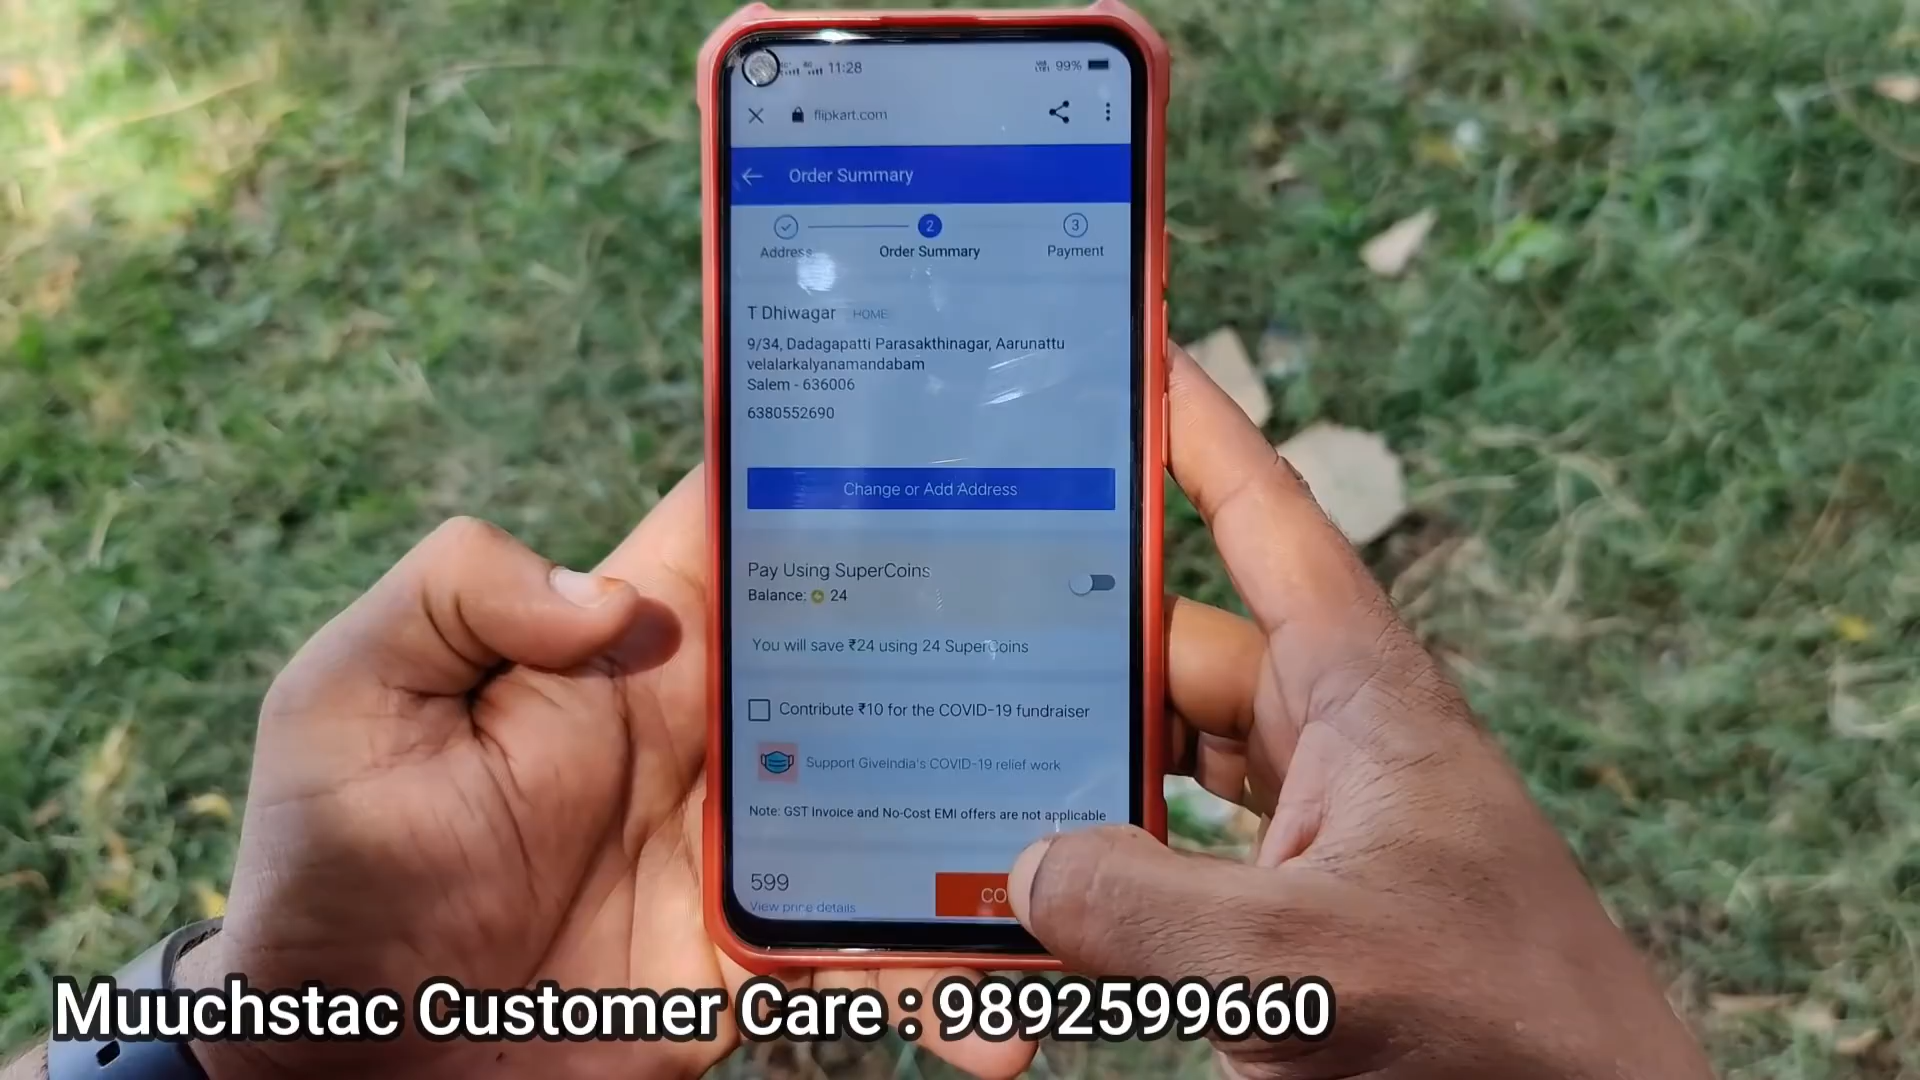 11:28
99%
flipkart.com
Order Summary
2
3
Address
Order Summary
Payment
T Dhiwagar HOME
9/34, Dadagapatti Parasakthinagar, Aarunattu
velalarkalyanamandabam
Salem - 636006
6380552690
Change or Add Address
Pay Using SuperCoins
Balance: 24
You will save ₹24 using 24 SuperCoins
Contribute ₹10 for the COVID-19 fundraiser
Support GiveIndia's COVID-19 relief work
Note: GST Invoice and No-Cost EMI offers are not applicable
599
CO
View price details
Muuchstac Customer Care : 9892599660